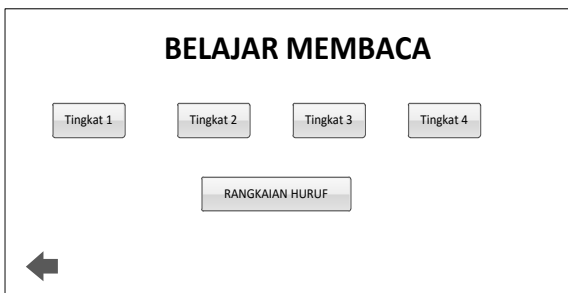 BELAJAR MEMBACA
Tingkat 1 Tingkat 2 Tingkat 3 Tingkat 4
RANGKAIAN HURUF